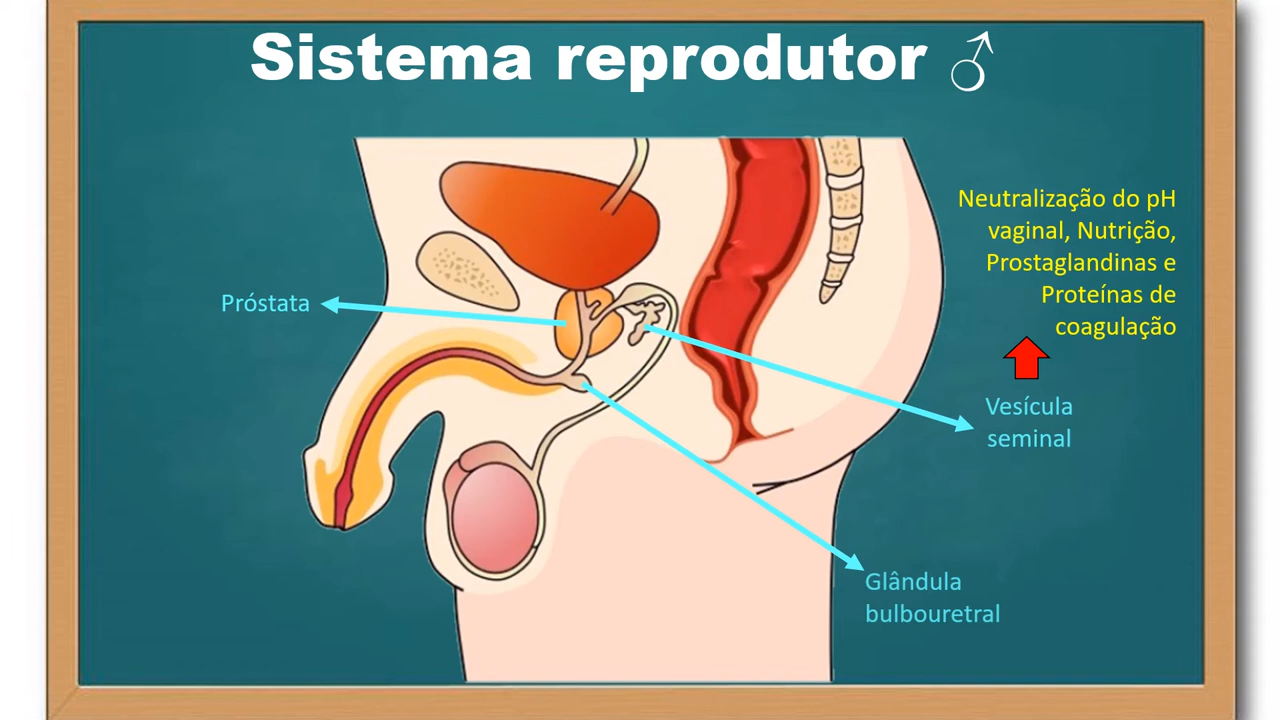 Sistema reprodutor ♂
Neutralização do pH
vaginal, Nutrição,
Prostaglandinas e
Proteínas de
coagulação
Próstata
Vesícula
seminal
Glândula
bulbouretral